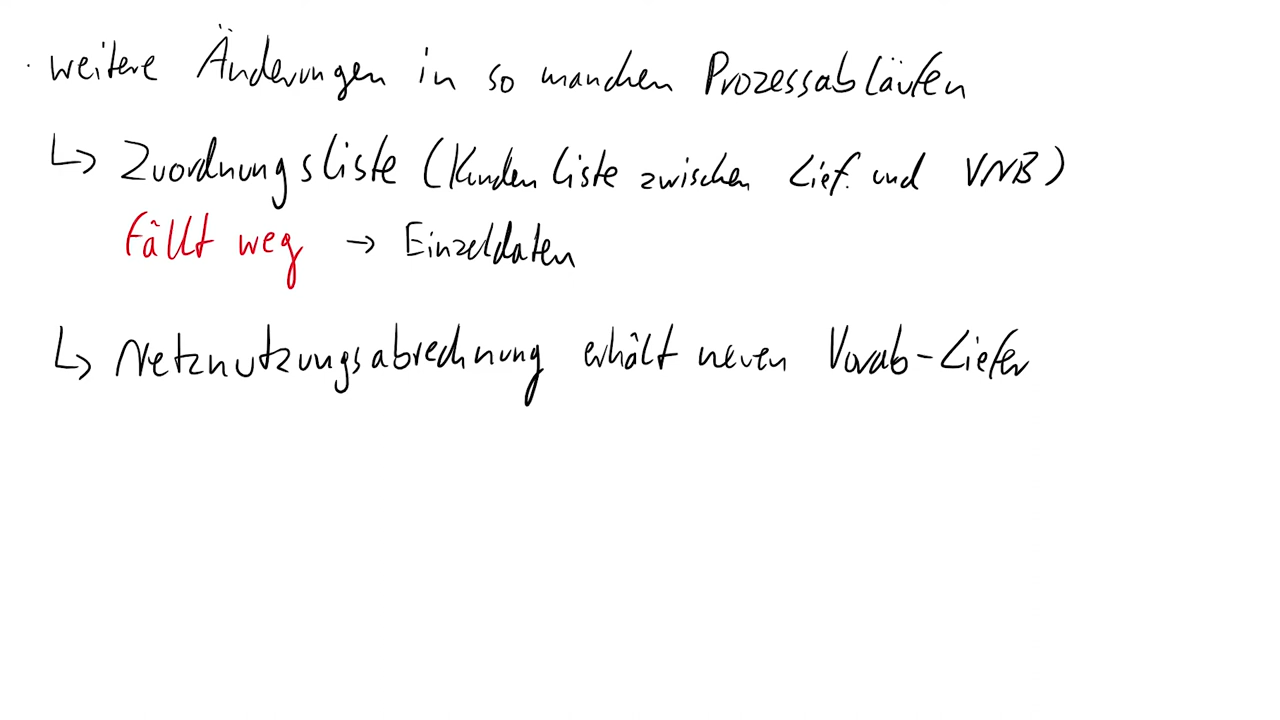 · weitere Änderungen in so manchen Prozessabläufen
↳ Zuordnungsliste (Kundenliste zwischen Lief. und VNB)
fällt weg → Einzeldaten
↳ Netznutzungsabrechnung erhält neuen Vorab-Liefer